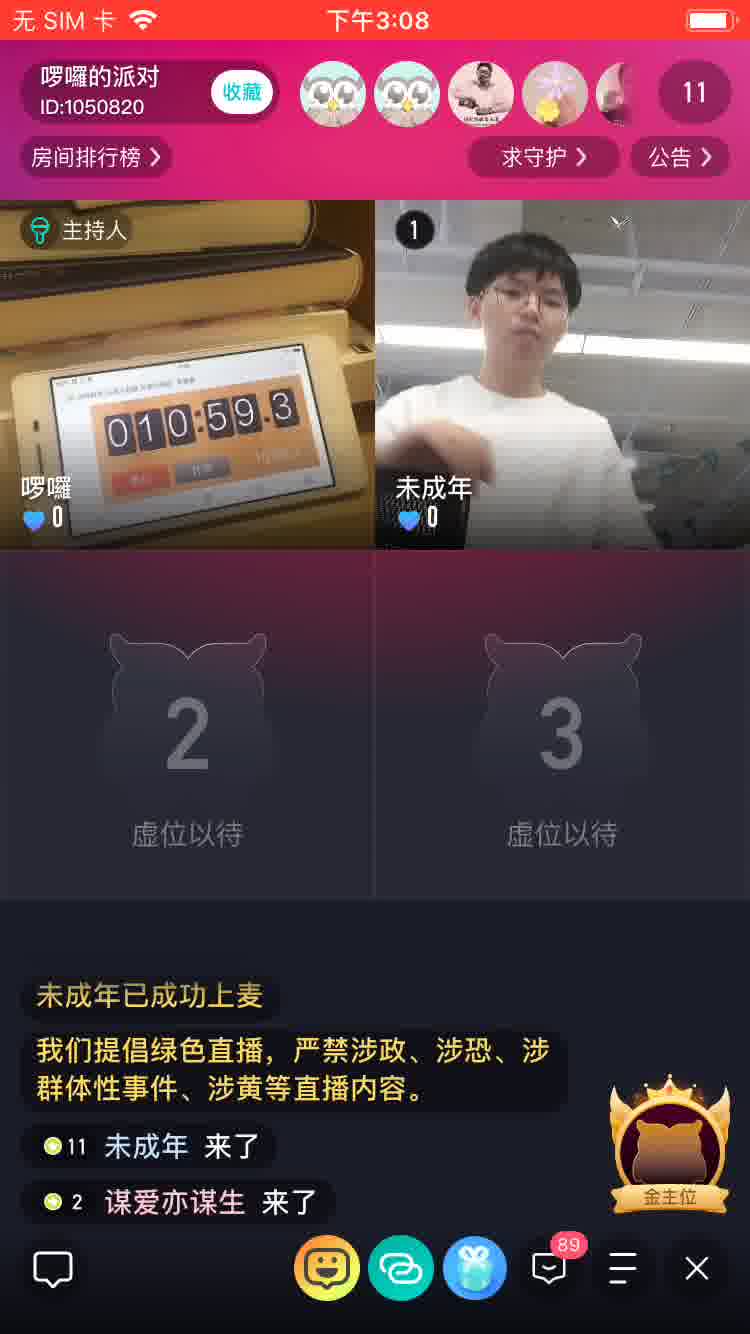 无 SIM 卡
下午3:08
啰囉的派对
ID:1050820
收藏
11
房间排行榜
求守护
公告
主持人
1
010:59.3
啰囉
0
未成年
0
2
虚位以待
3
虚位以待
未成年已成功上麦
我们提倡绿色直播，严禁涉政、涉恐、涉
群体性事件、涉黄等直播内容。
11 未成年 来了
2 谋爱亦谋生 来了
金主位
89